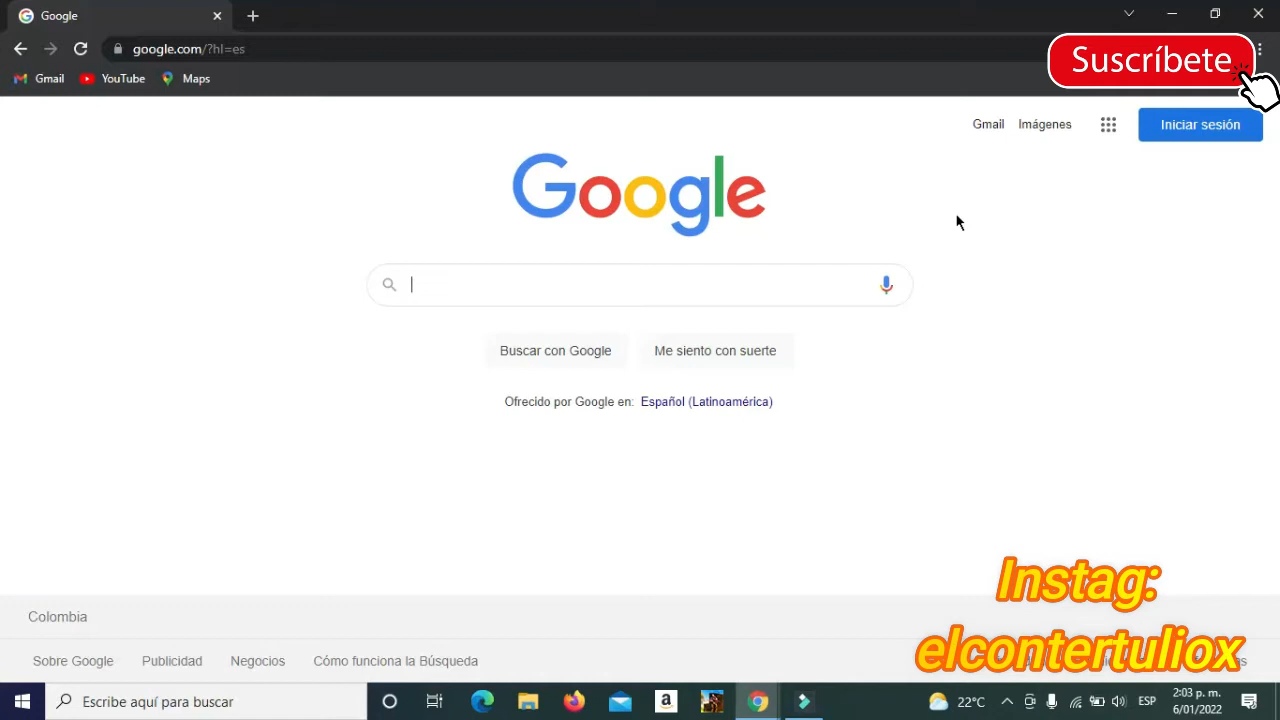 Google
google.com/?hl=es
Suscríbete
Gmail
YouTube
Maps
Gmail
Imágenes
Iniciar sesión
Google
Buscar con Google
Me siento con suerte
Ofrecido por Google en: Español (Latinoamérica)
Instag:
elcontertuliox
Colombia
Sobre Google
Publicidad
Negocios
Cómo funciona la Búsqueda
Escribe aquí para buscar
a
22°C
ESP
2:03 p. m.
6/01/2022